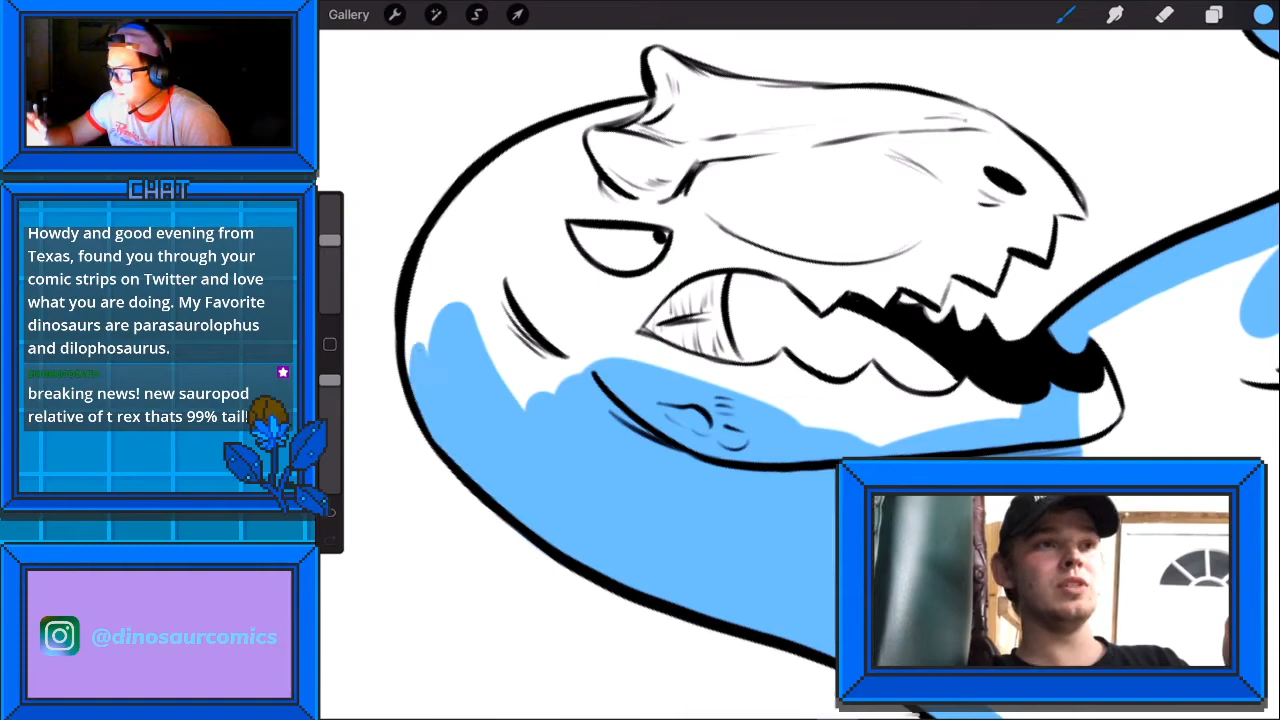 Gallery
CHAT
Howdy and good evening from
Texas, found you through your
comic strips on Twitter and love
what you are doing. My Favorite
dinosaurs are parasaurolophus
and dilophosaurus.
breaking news! new sauropod
relative of t rex thats 99% tail!
@dinosaurcomics